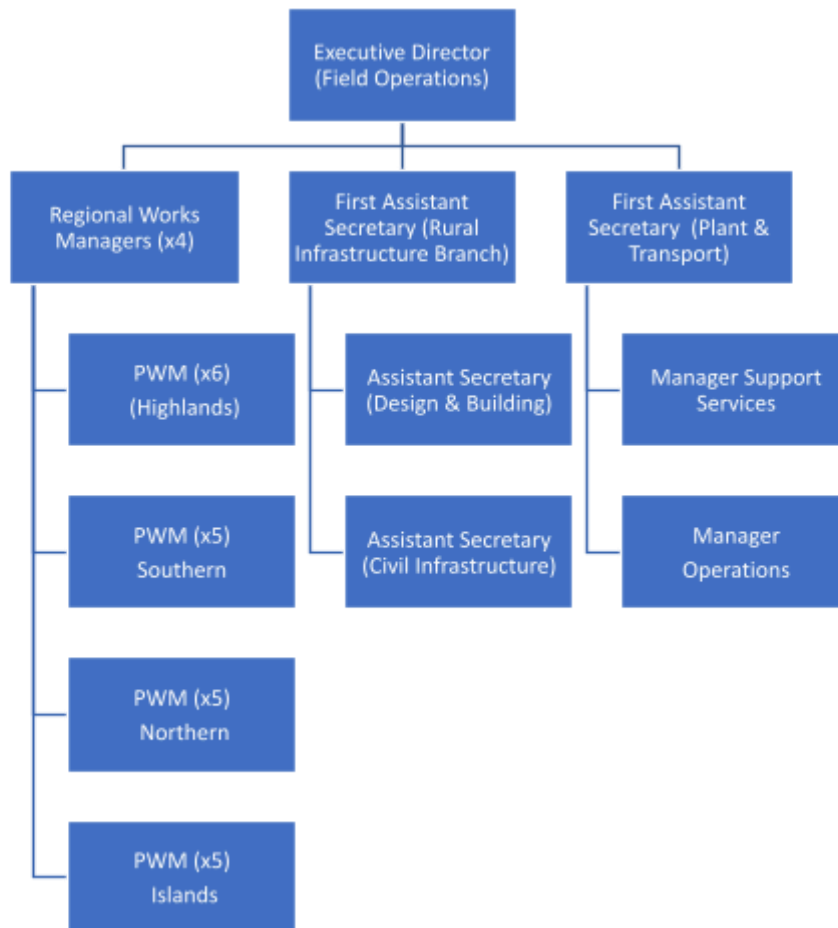 Executive Director
(Field Operations)
Regional Works
Managers (x4)
First Assistant
Secretary (Rural
Infrastructure Branch)
First Assistant
Secretary (Plant &
Transport)
PWM (x6)
(Highlands)
Assistant Secretary
(Design & Building)
Manager Support
Services
PWM (x5)
Southern
Assistant Secretary
(Civil Infrastructure)
Manager
Operations
PWM (x5)
Northern
PWM (x5)
Islands